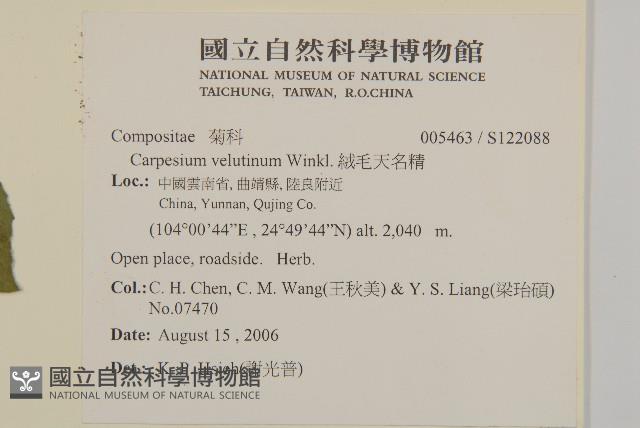 國立自然科學博物館
NATIONAL MUSEUM OF NATURAL SCIENCE
TAICHUNG, TAIWAN, R.O.CHINA
Compositae 菊科 005463 / S122088
Carpesium velutinum Winkl. 絨毛天名精
Loc.: 中國雲南省, 曲靖縣, 陸良附近
China, Yunnan, Qujing Co.
(104°00'44"E , 24°49'44"N) alt. 2,040 m.
Open place, roadside. Herb.
Col.: C. H. Chen, C. M. Wang(王秋美) & Y. S. Liang(梁珆碩)
No.07470
Date: August 15 , 2006
Det.: K. P. Hsieh(謝光普)
國立自然科學博物館
NATIONAL MUSEUM OF NATURAL SCIENCE